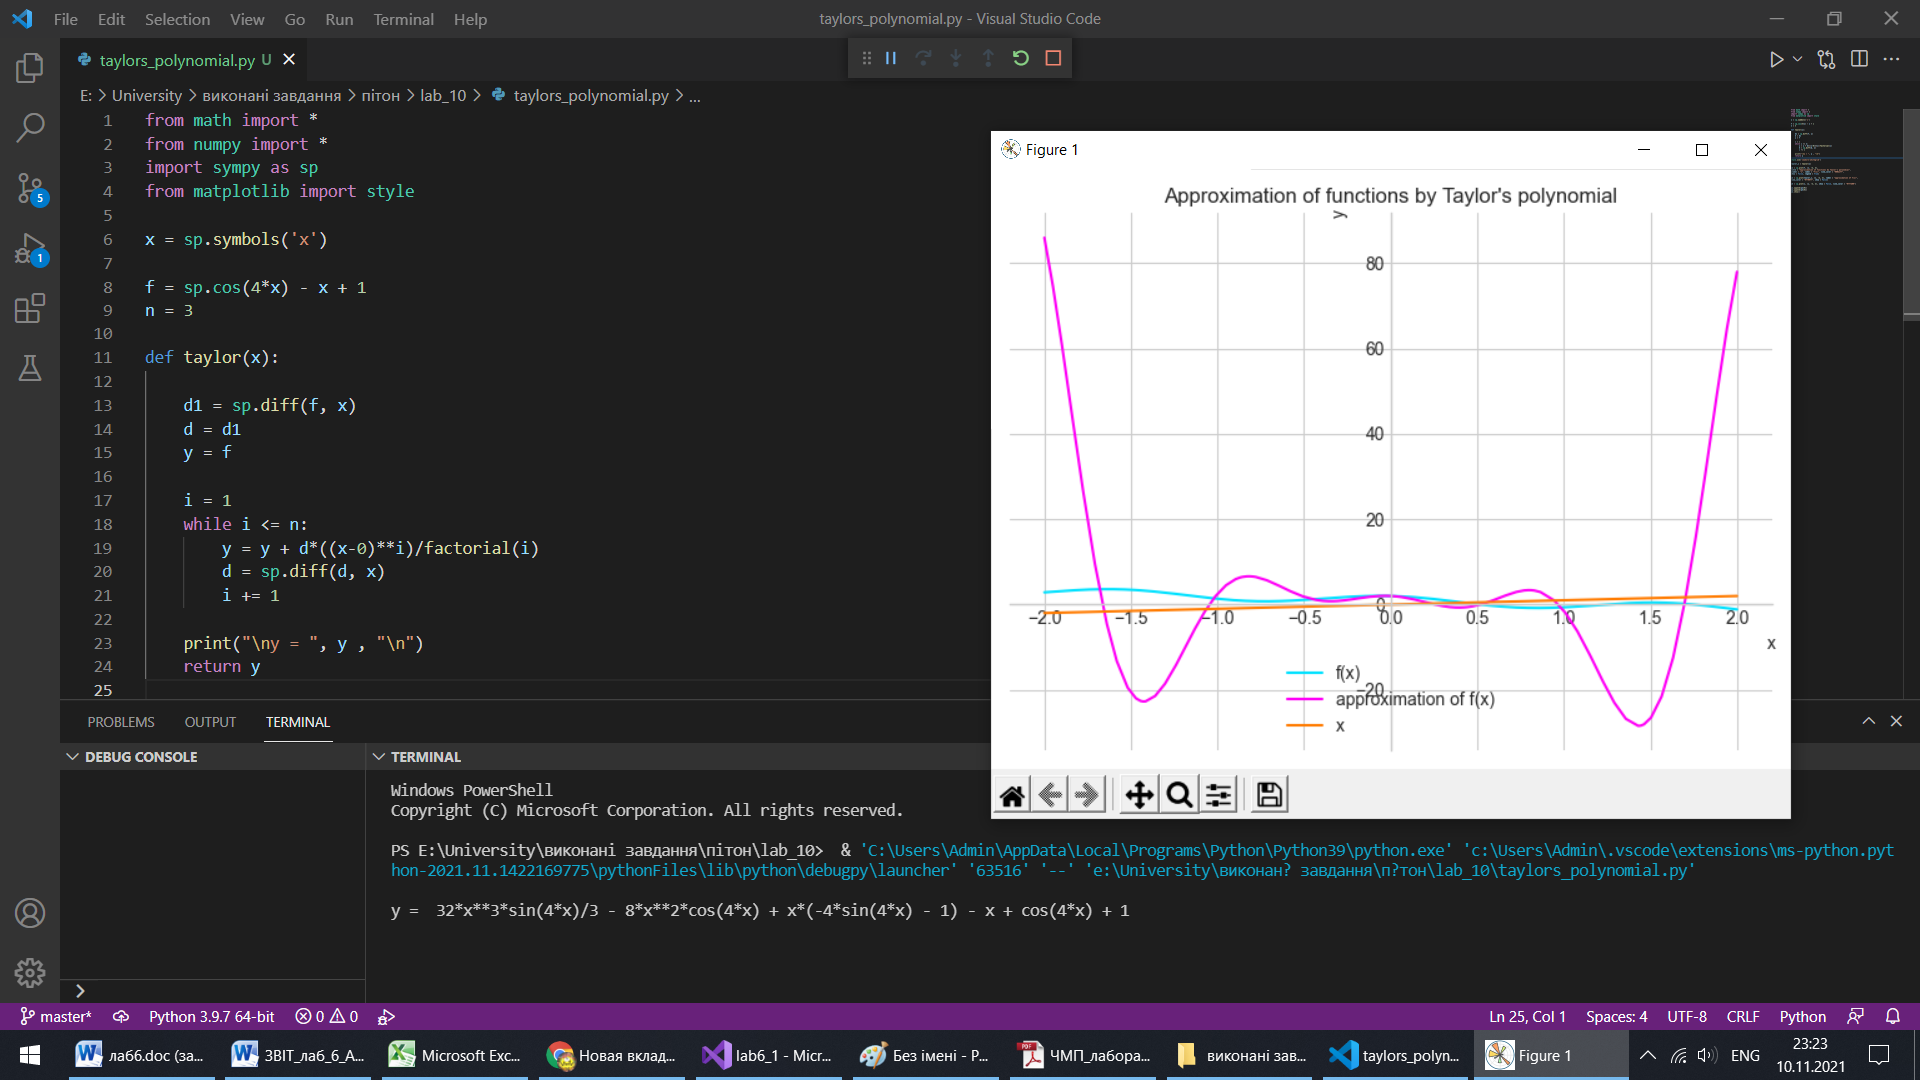 File Edit Selection View Go Run Terminal Help
taylors_polynomial.py - Visual Studio Code
taylors_polynomial.py U
E: > University > виконані завдання > пітон > lab_10 > taylors_polynomial.py > ...
1 from math import *
2 from numpy import *
3 import sympy as sp
4 from matplotlib import style
5
6 x = sp.symbols('x')
7
8 f = sp.cos(4*x) - x + 1
9 n = 3
10
11 def taylor(x):
12
13 d1 = sp.diff(f, x)
14 d = d1
15 y = f
16
17 i = 1
18 while i <= n:
19 y = y + d*((x-0)**i)/factorial(i)
20 d = sp.diff(d, x)
21 i += 1
22
23 print("\ny = ", y , "\n")
24 return y
25
Figure 1
Approximation of functions by Taylor's polynomial
y
80
60
40
20
0
−2.0 −1.5 −1.0 −0.5 0.0 0.5 1.0 1.5 2.0
x
f(x)
−20
approximation of f(x)
x
5
1
PROBLEMS OUTPUT TERMINAL
DEBUG CONSOLE
TERMINAL
Windows PowerShell
Copyright (C) Microsoft Corporation. All rights reserved.
PS E:\University\виконані завдання\пітон\lab_10> & 'C:\Users\Admin\AppData\Local\Programs\Python\Python39\python.exe' 'c:\Users\Admin\.vscode\extensions\ms-python.pyt
hon-2021.11.1422169775\pythonFiles\lib\python\debugpy\launcher' '63516' '--' 'e:\University\виконан? завдання\п?тон\lab_10\taylors_polynomial.py'
y = 32*x**3*sin(4*x)/3 - 8*x**2*cos(4*x) + x*(-4*sin(4*x) - 1) - x + cos(4*x) + 1
master* Python 3.9.7 64-bit 0 0
Ln 25, Col 1 Spaces: 4 UTF-8 CRLF Python
лаб6.doc (за... ЗВІТ_лаб_6_А... Microsoft Exc... Новая вклад... lab6_1 - Micr... Без імені - P... ЧМП_лабора... виконані зав... taylors_polyn... Figure 1
ENG
23:23
10.11.2021